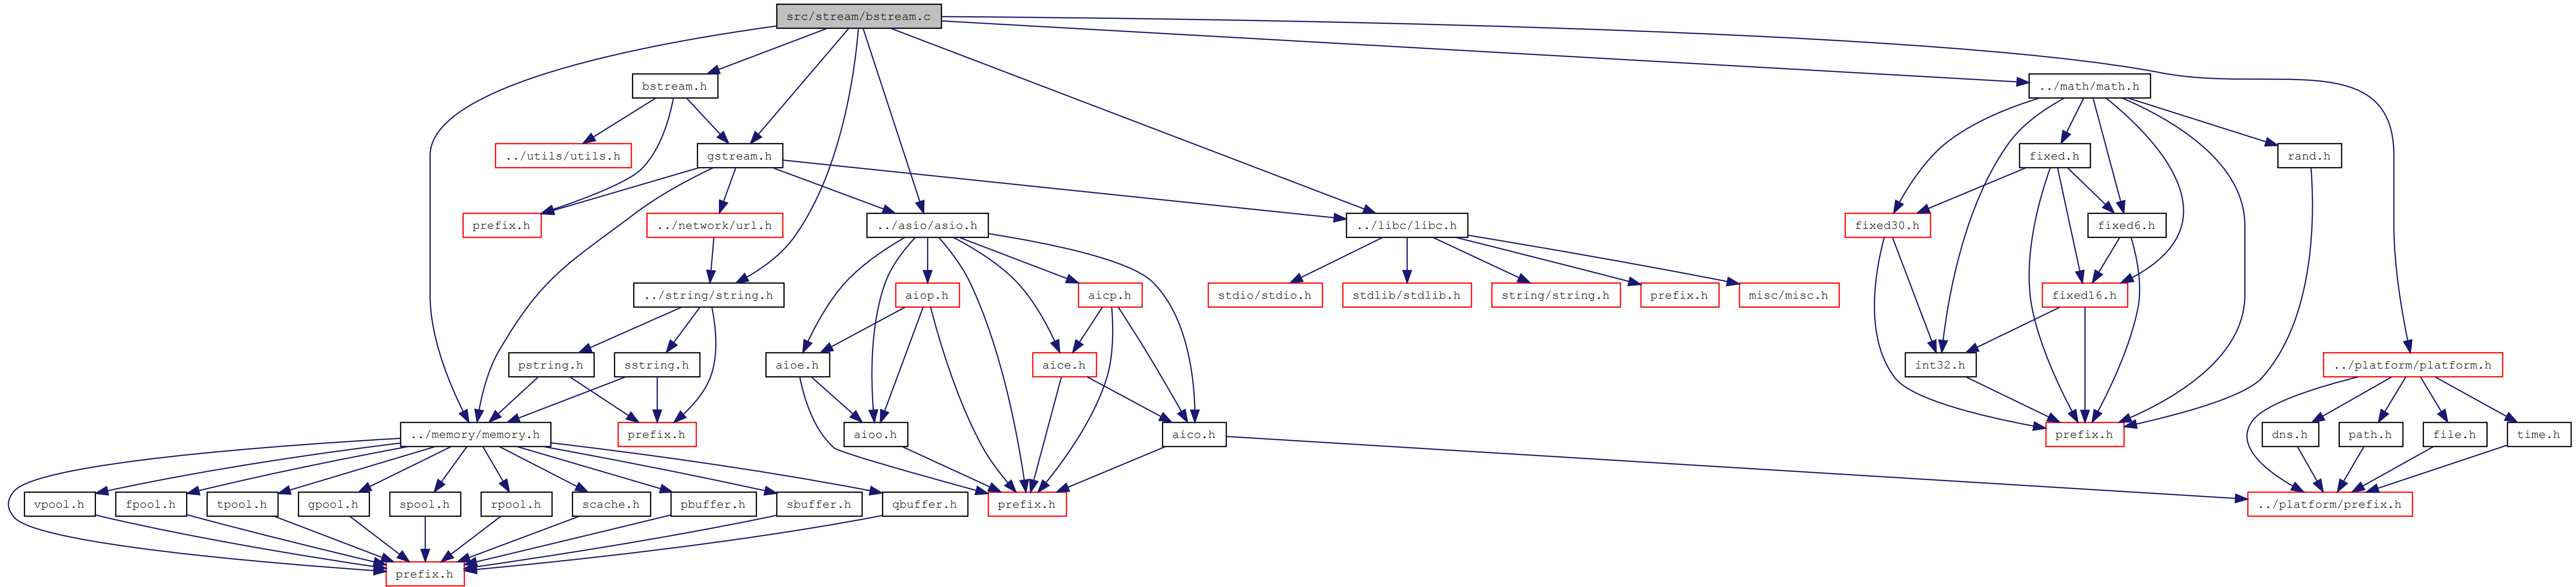 src/stream/bstream.c
bstream.h
../math/math.h
../utils/utils.h
gstream.h
fixed.h
rand.h
prefix.h
../network/url.h
../asio/asio.h
../libc/libc.h
fixed30.h
fixed6.h
../string/string.h
aiop.h
aicp.h
stdio/stdio.h
stdlib/stdlib.h
string/string.h
prefix.h
misc/misc.h
fixed16.h
pstring.h
sstring.h
aioe.h
aice.h
int32.h
../platform/platform.h
../memory/memory.h
prefix.h
aioo.h
aico.h
prefix.h
dns.h
path.h
file.h
time.h
vpool.h
fpool.h
tpool.h
gpool.h
spool.h
rpool.h
scache.h
pbuffer.h
sbuffer.h
qbuffer.h
prefix.h
../platform/prefix.h
prefix.h